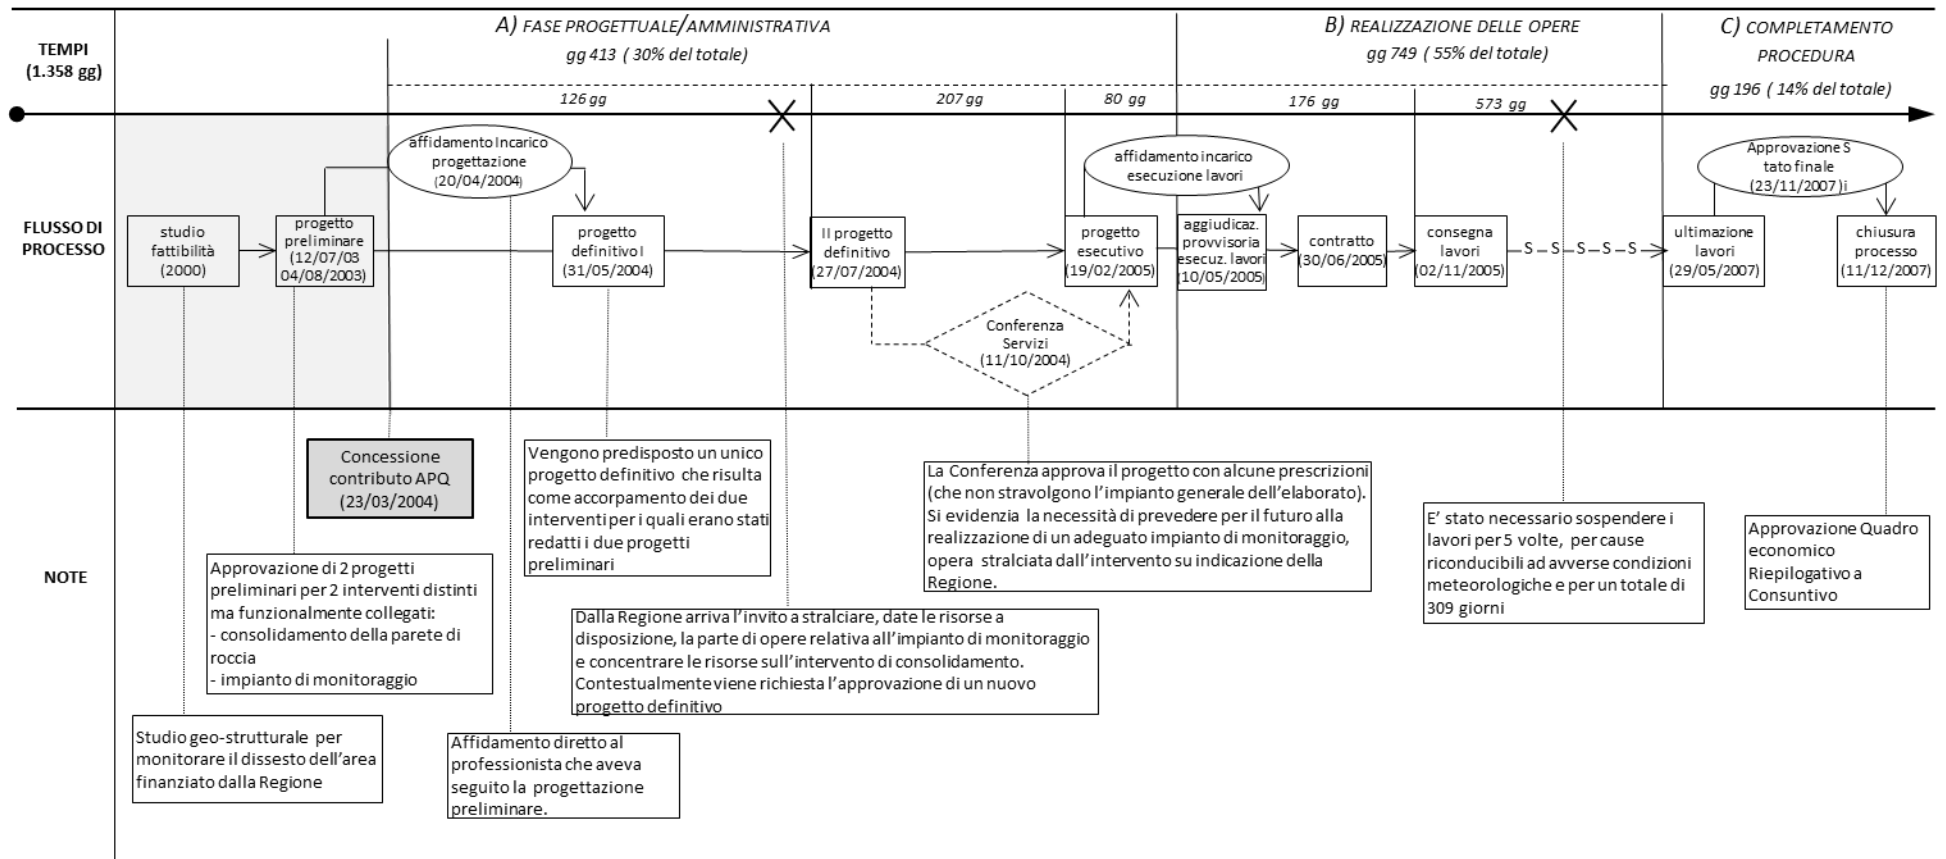 TEMPI
(1.358 gg)
A) FASE PROGETTUALE/AMMINISTRATIVA
gg 413 ( 30% del totale)
B) REALIZZAZIONE DELLE OPERE
gg 749 ( 55% del totale)
C) COMPLETAMENTO
PROCEDURA
gg 196 ( 14% del totale)
126 gg
207 gg
80 gg
176 gg
573 gg
FLUSSO DI
PROCESSO
studio
fattibilità
(2000)
progetto
preliminare
(12/07/03
04/08/2003)
affidamento Incarico
progettazione
(20/04/2004)
progetto
definitivo I
(31/05/2004)
II progetto
definitivo
(27/07/2004)
Conferenza
Servizi
(11/10/2004)
progetto
esecutivo
(19/02/2005)
affidamento incarico
esecuzione lavori
aggiudicaz.
provvisoria
esecuz. lavori
(10/05/2005)
contratto
(30/06/2005)
consegna
lavori
(02/11/2005)
S S S S S
ultimazione
lavori
(29/05/2007)
Approvazione S
tato finale
(23/11/2007)i
chiusura
processo
(11/12/2007)
NOTE
Concessione
contributo APQ
(23/03/2004)
Studio geo-strutturale per
monitorare il dissesto dell'area
finanziato dalla Regione
Approvazione di 2 progetti
preliminari per 2 interventi distinti
ma funzionalmente collegati:
- consolidamento della parete di
roccia
- impianto di monitoraggio
Affidamento diretto al
professionista che aveva
seguito la progettazione
preliminare.
Vengono predisposto un unico
progetto definitivo che risulta
come accorpamento dei due
interventi per i quali erano stati
redatti i due progetti
preliminari
Dalla Regione arriva l'invito a stralciare, date le risorse a
disposizione, la parte di opere relativa all'impianto di monitoraggio
e concentrare le risorse sull'intervento di consolidamento.
Contestualmente viene richiesta l'approvazione di un nuovo
progetto definitivo
La Conferenza approva il progetto con alcune prescrizioni
(che non stravolgono l'impianto generale dell'elaborato).
Si evidenzia la necessità di prevedere per il futuro alla
realizzazione di un adeguato impianto di monitoraggio,
opera stralciata dall'intervento su indicazione della
Regione.
E' stato necessario sospendere i
lavori per 5 volte, per cause
riconducibili ad avverse condizioni
meteorologiche e per un totale di
309 giorni
Approvazione Quadro
economico
Riepilogativo a
Consuntivo